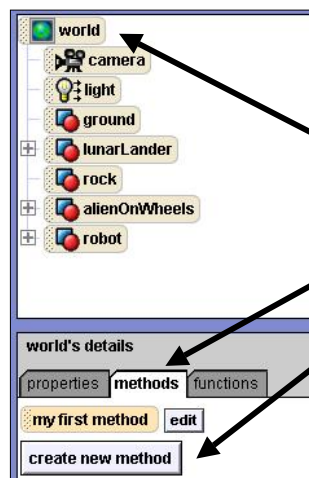 world
camera
light
ground
lunarLander
rock
alienOnWheels
robot
world's details
properties methods functions
my first method edit
create new method